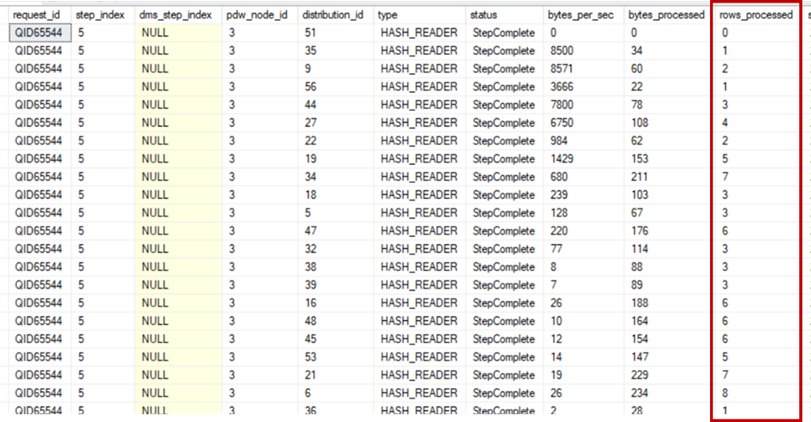 request_id step_index dms_step_index pdw_node_id distribution_id type status bytes_per_sec bytes_processed rows_processed
QID65544 5 NULL 3 51 HASH_READER StepComplete 0 0 0
QID65544 5 NULL 3 35 HASH_READER StepComplete 8500 34 1
QID65544 5 NULL 3 9 HASH_READER StepComplete 8571 60 2
QID65544 5 NULL 3 56 HASH_READER StepComplete 3666 22 1
QID65544 5 NULL 3 44 HASH_READER StepComplete 7800 78 3
QID65544 5 NULL 3 27 HASH_READER StepComplete 6750 108 4
QID65544 5 NULL 3 22 HASH_READER StepComplete 984 62 2
QID65544 5 NULL 3 19 HASH_READER StepComplete 1429 153 5
QID65544 5 NULL 3 34 HASH_READER StepComplete 680 211 7
QID65544 5 NULL 3 18 HASH_READER StepComplete 239 103 3
QID65544 5 NULL 3 5 HASH_READER StepComplete 128 67 3
QID65544 5 NULL 3 47 HASH_READER StepComplete 220 176 6
QID65544 5 NULL 3 32 HASH_READER StepComplete 77 114 3
QID65544 5 NULL 3 38 HASH_READER StepComplete 8 88 3
QID65544 5 NULL 3 39 HASH_READER StepComplete 7 89 3
QID65544 5 NULL 3 16 HASH_READER StepComplete 26 188 6
QID65544 5 NULL 3 48 HASH_READER StepComplete 10 164 6
QID65544 5 NULL 3 45 HASH_READER StepComplete 12 154 6
QID65544 5 NULL 3 53 HASH_READER StepComplete 14 147 5
QID65544 5 NULL 3 21 HASH_READER StepComplete 19 229 7
QID65544 5 NULL 3 6 HASH_READER StepComplete 26 234 8
QID65544 5 NULL 3 36 HASH_READER StepComplete 2 28 1